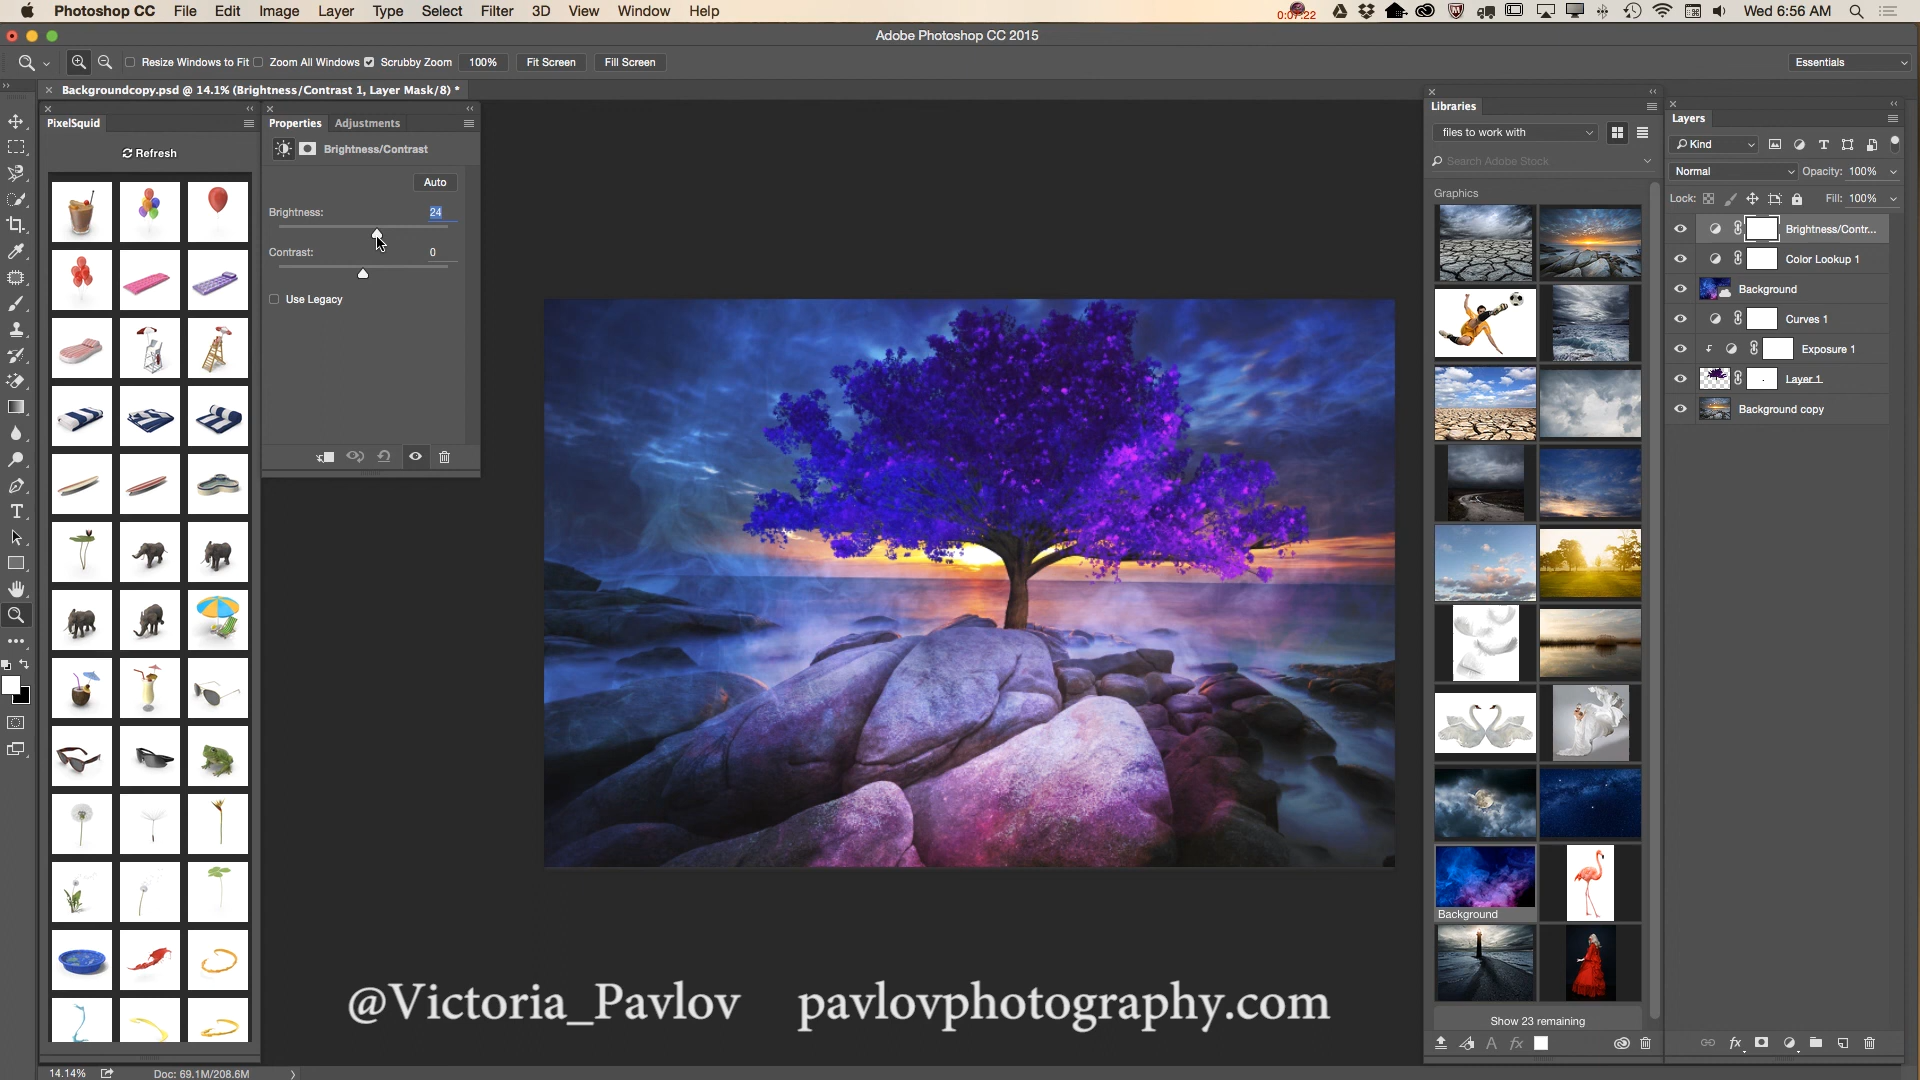 Photoshop CC File Edit Image Layer Type Select Filter 3D View Window Help
0:07:22
Wed 6:56 AM
Adobe Photoshop CC 2015
Resize Windows to Fit Zoom All Windows Scrubby Zoom 100% Fit Screen Fill Screen Essentials
Backgroundcopy.psd @ 14.1% (Brightness/Contrast 1, Layer Mask/8) *
PixelSquid
Refresh
Properties Adjustments
Brightness/Contrast
Auto
Brightness: 24
Contrast: 0
Use Legacy
@Victoria_Pavlov pavlovphotography.com
Libraries
files to work with
Search Adobe Stock
Graphics
Background
Show 23 remaining
Layers
Kind
Normal Opacity: 100%
Lock: Fill: 100%
Brightness/Contr...
Color Lookup 1
Background
Curves 1
Exposure 1
Layer 1
Background copy
14.14% Doc: 69.1M/208.6M